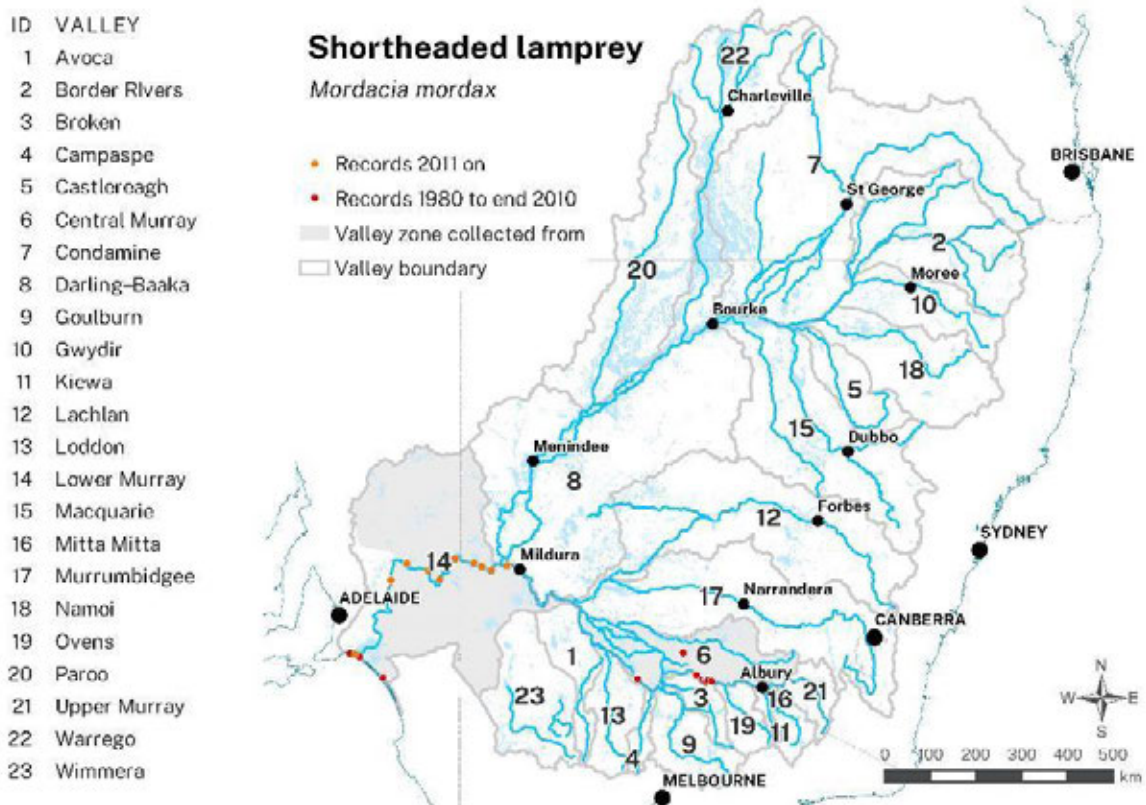 ID VALLEY
1 Avoca
2 Border RIvers
3 Broken
4 Campaspe
5 Castlereagh
6 Central Murray
7 Condamine
8 Darling–Baaka
9 Goulburn
10 Gwydir
11 Kiewa
12 Lachlan
13 Loddon
14 Lower Murray
15 Macquarie
16 Mitta Mitta
17 Murrumbidgee
18 Namoi
19 Ovens
20 Paroo
21 Upper Murray
22 Warrego
23 Wimmera
Shortheaded lamprey
Mordacia mordax
Records 2011 on
Records 1980 to end 2010
Valley zone collected from
Valley boundary
22
Charleville
BRISBANE
7
St George
2
20
Moree
10
Bourke
18
5
15
Dubbo
Menindee
8
Forbes
12
SYDNEY
14
Mildura
ADELAIDE
17
Narrandera
CANBERRA
1
6
Albury
23
3
16
21
13
19
11
9
4
MELBOURNE
N
W E
S
0 100 200 300 400 500
km